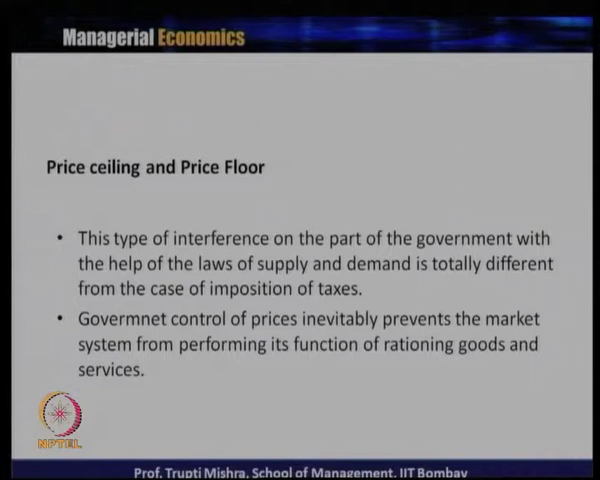 Managerial Economics
Price ceiling and Price Floor
• This type of interference on the part of the government with
the help of the laws of supply and demand is totally different
from the case of imposition of taxes.
• Govermnet control of prices inevitably prevents the market
system from performing its function of rationing goods and
services.
NPTEL
Prof. Trupti Mishra, School of Management, IIT Bombay